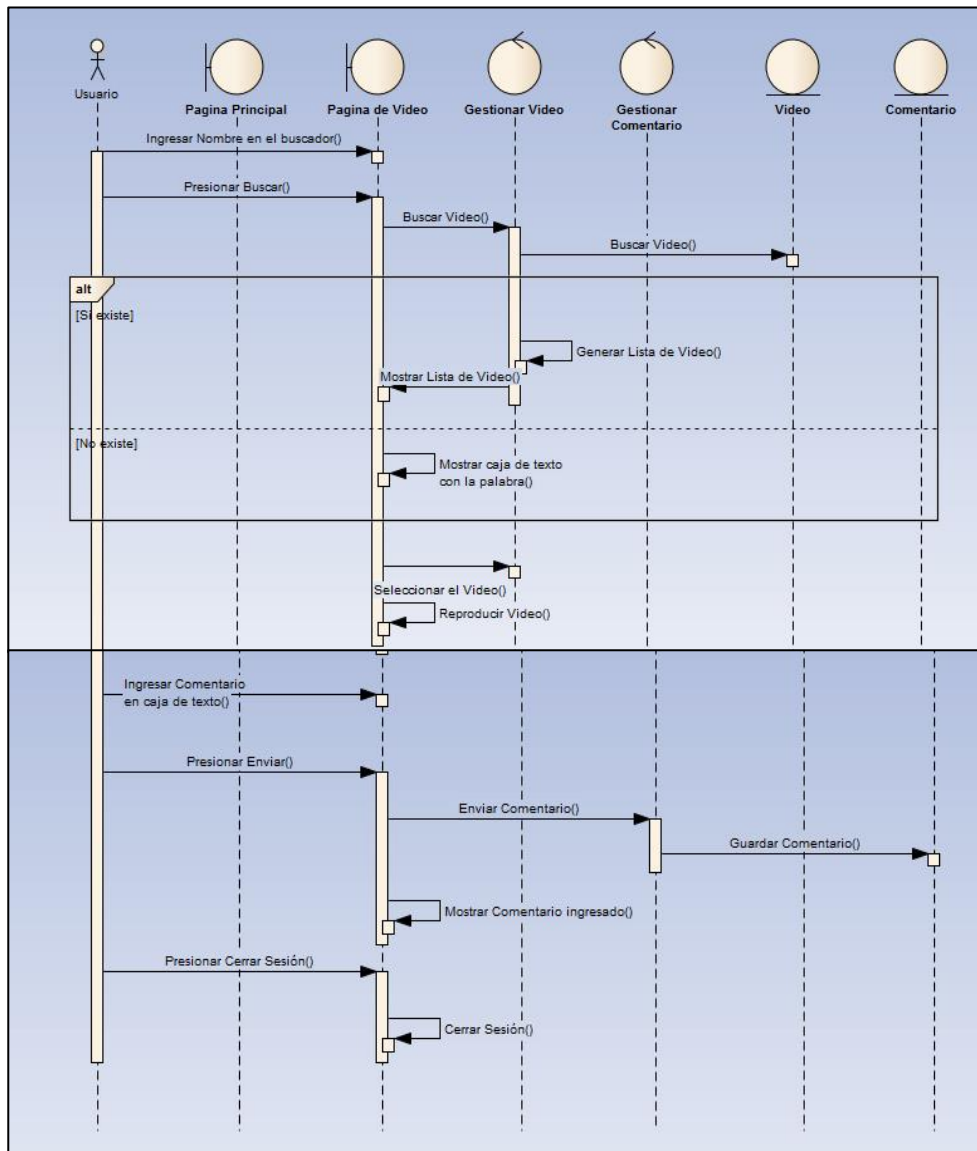 Usuario
Pagina Principal
Pagina de Video
Gestionar Video
Gestionar
Comentario
Video
Comentario
Ingresar Nombre en el buscador()
Presionar Buscar()
Buscar Video()
Buscar Video()
alt
[Si existe]
Generar Lista de Video()
Mostrar Lista de Video()
[No existe]
Mostrar caja de texto
con la palabra()
Seleccionar el Video()
Reproducir Video()
Ingresar Comentario
en caja de texto()
Presionar Enviar()
Enviar Comentario()
Guardar Comentario()
Mostrar Comentario ingresado()
Presionar Cerrar Sesión()
Cerrar Sesión()